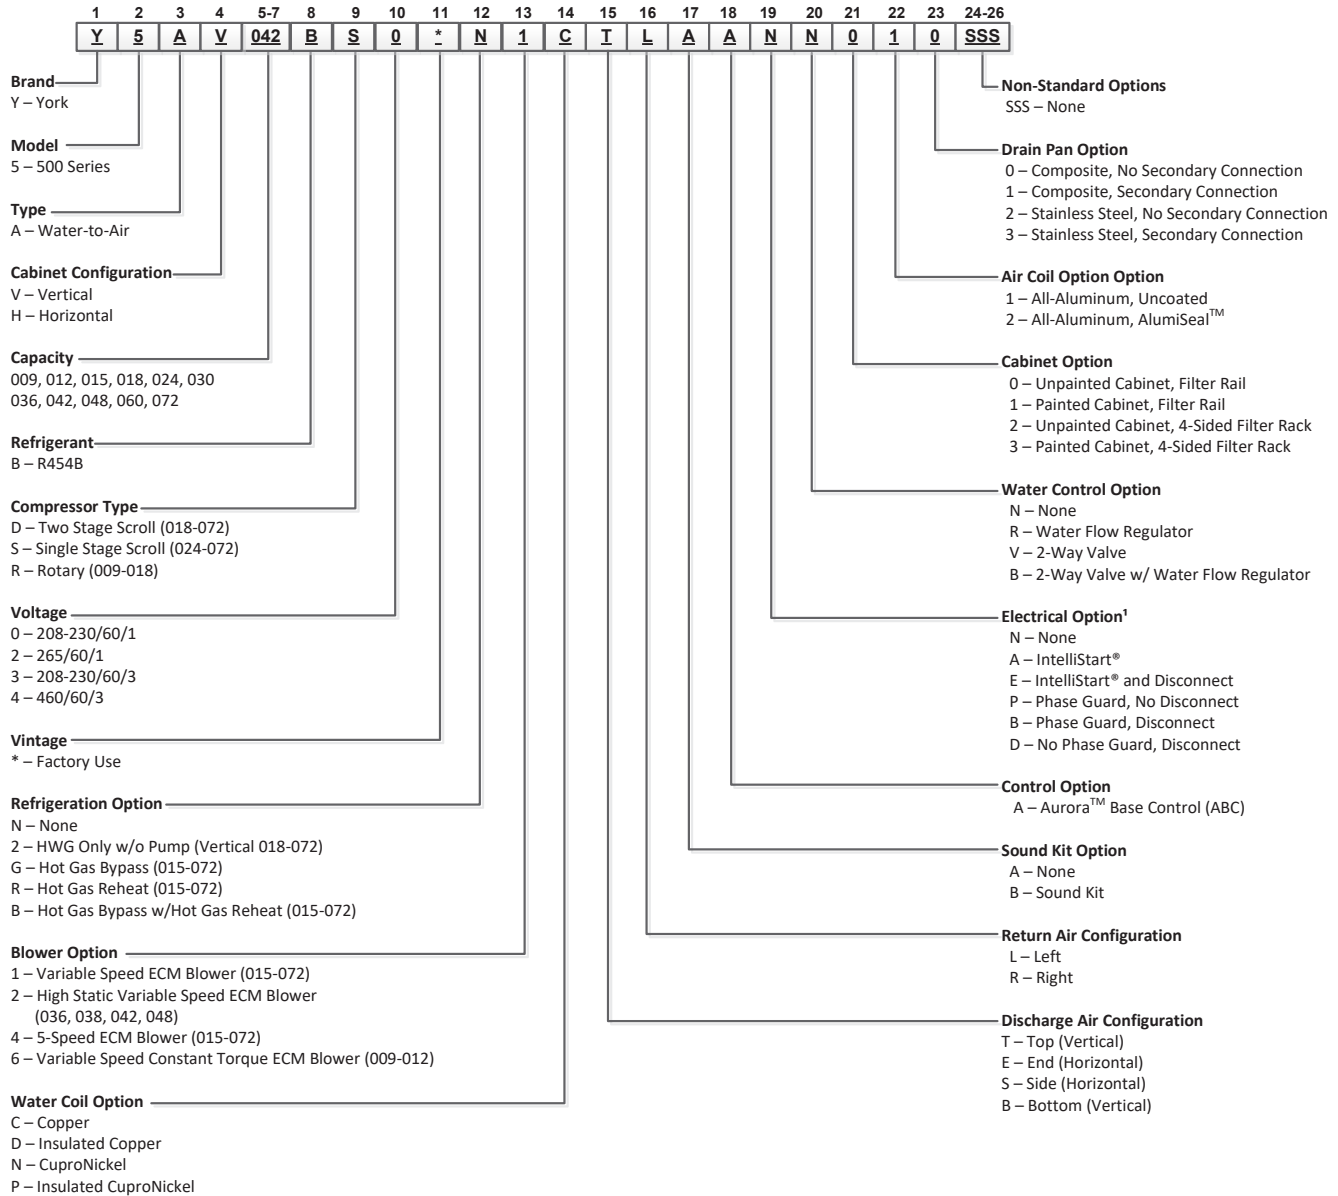 1 2 3 4 5-7 8 9 10 11 12 13 14 15 16 17 18 19 20 21 22 23 24-26
Y 5 A V 042 B S 0 * N 1 C T L A A N N 0 1 0 SSS
Brand
Y – York
Model
5 – 500 Series
Type
A – Water-to-Air
Cabinet Configuration
V – Vertical
H – Horizontal
Capacity
009, 012, 015, 018, 024, 030
036, 042, 048, 060, 072
Refrigerant
B – R454B
Compressor Type
D – Two Stage Scroll (018-072)
S – Single Stage Scroll (024-072)
R – Rotary (009-018)
Voltage
0 – 208-230/60/1
2 – 265/60/1
3 – 208-230/60/3
4 – 460/60/3
Vintage
* – Factory Use
Refrigeration Option
N – None
2 – HWG Only w/o Pump (Vertical 018-072)
G – Hot Gas Bypass (015-072)
R – Hot Gas Reheat (015-072)
B – Hot Gas Bypass w/Hot Gas Reheat (015-072)
Blower Option
1 – Variable Speed ECM Blower (015-072)
2 – High Static Variable Speed ECM Blower
(036, 038, 042, 048)
4 – 5-Speed ECM Blower (015-072)
6 – Variable Speed Constant Torque ECM Blower (009-012)
Water Coil Option
C – Copper
D – Insulated Copper
N – CuproNickel
P – Insulated CuproNickel
Non-Standard Options
SSS – None
Drain Pan Option
0 – Composite, No Secondary Connection
1 – Composite, Secondary Connection
2 – Stainless Steel, No Secondary Connection
3 – Stainless Steel, Secondary Connection
Air Coil Option Option
1 – All-Aluminum, Uncoated
2 – All-Aluminum, AlumiSeal™
Cabinet Option
0 – Unpainted Cabinet, Filter Rail
1 – Painted Cabinet, Filter Rail
2 – Unpainted Cabinet, 4-Sided Filter Rack
3 – Painted Cabinet, 4-Sided Filter Rack
Water Control Option
N – None
R – Water Flow Regulator
V – 2-Way Valve
B – 2-Way Valve w/ Water Flow Regulator
Electrical Option¹
N – None
A – IntelliStart®
E – IntelliStart® and Disconnect
P – Phase Guard, No Disconnect
B – Phase Guard, Disconnect
D – No Phase Guard, Disconnect
Control Option
A – Aurora™ Base Control (ABC)
Sound Kit Option
A – None
B – Sound Kit
Return Air Configuration
L – Left
R – Right
Discharge Air Configuration
T – Top (Vertical)
E – End (Horizontal)
S – Side (Horizontal)
B – Bottom (Vertical)